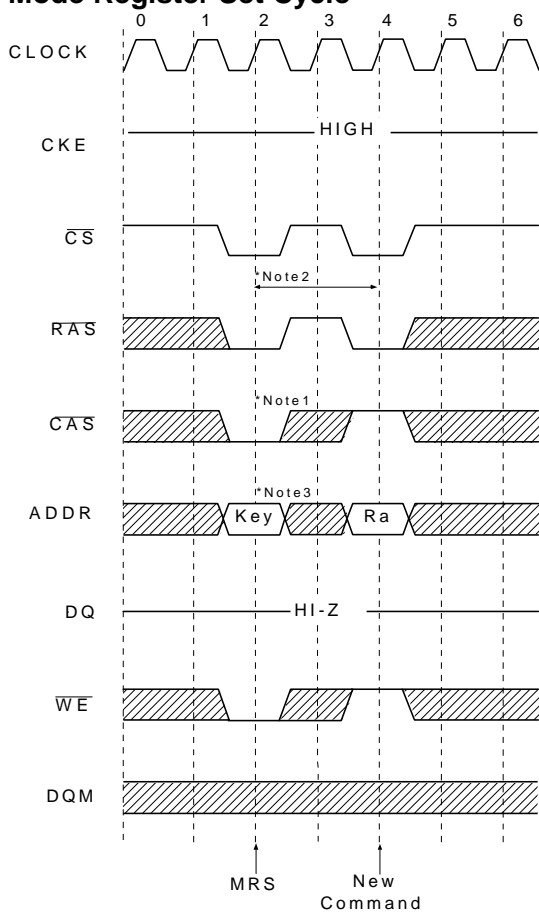 Mode Register Set Cycle
0 1 2 3 4 5 6
CLOCK
HIGH
CKE
CS
*Note2
RAS
*Note1
CAS
*Note3
ADDR Key Ra
DQ HI-Z
WE
DQM
MRS New
Command